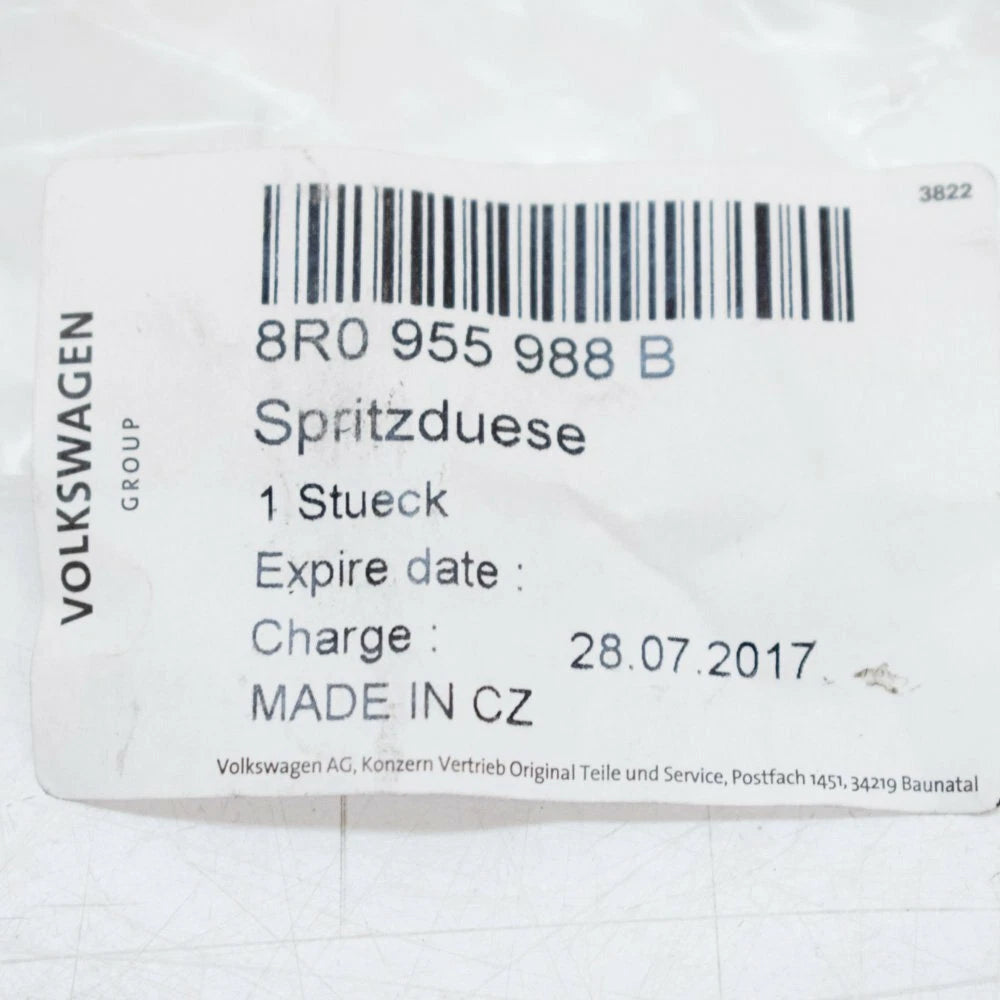 3822
8R0 955 988 B
Spritzduese
1 Stueck
Expire date :
Charge :
28.07.2017
MADE IN CZ
Volkswagen AG, Konzern Vertrieb Original Teile und Service, Postfach 1451, 34219 Baunatal
VOLKSWAGEN
GROUP